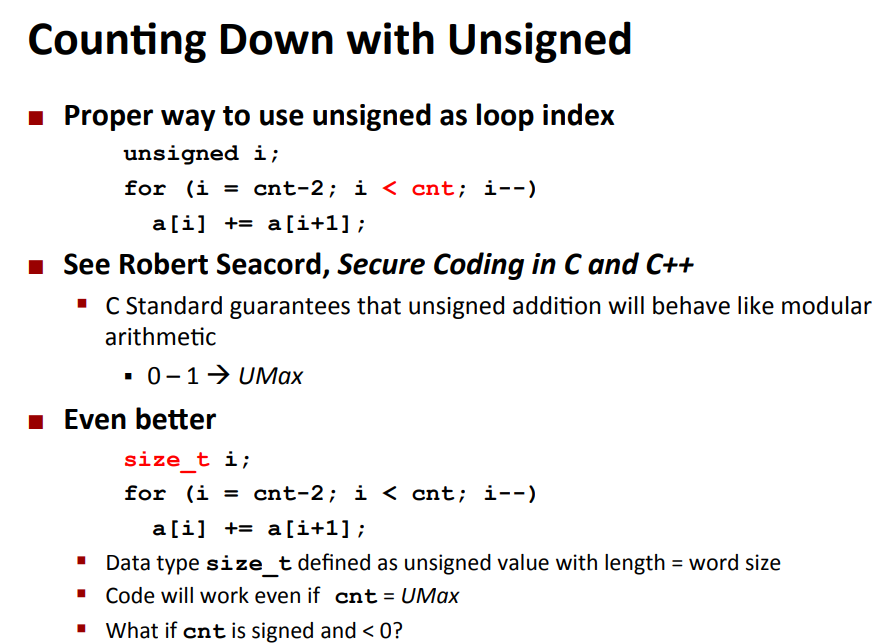 Counting Down with Unsigned
■ Proper way to use unsigned as loop index
unsigned i;
for (i = cnt-2; i < cnt; i--)
a[i] += a[i+1];
■ See Robert Seacord, Secure Coding in C and C++
▪ C Standard guarantees that unsigned addition will behave like modular
arithmetic
▪ 0 – 1 → UMax
■ Even better
size_t i;
for (i = cnt-2; i < cnt; i--)
a[i] += a[i+1];
▪ Data type size_t defined as unsigned value with length = word size
▪ Code will work even if cnt = UMax
▪ What if cnt is signed and < 0?